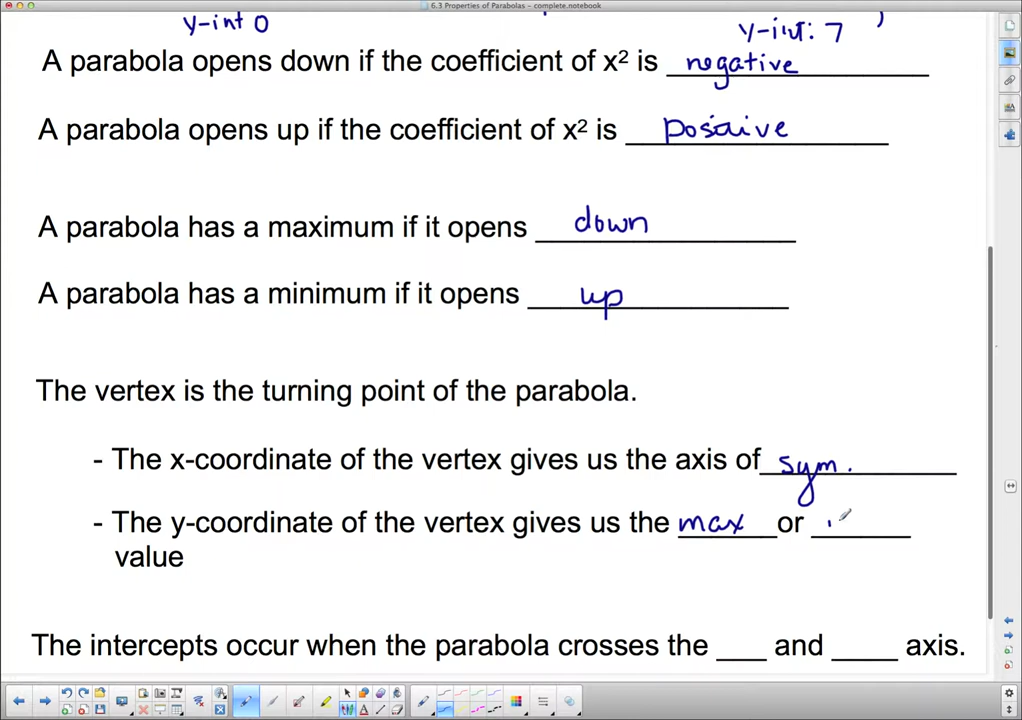 6.3 Properties of Parabolas - complete.notebook
y-int 0
y-int: 7
A parabola opens down if the coefficient of x² is negative
A parabola opens up if the coefficient of x² is positive
A parabola has a maximum if it opens down
A parabola has a minimum if it opens up
The vertex is the turning point of the parabola.
- The x-coordinate of the vertex gives us the axis of sym.
- The y-coordinate of the vertex gives us the max or
value
The intercepts occur when the parabola crosses the ___ and ____ axis.